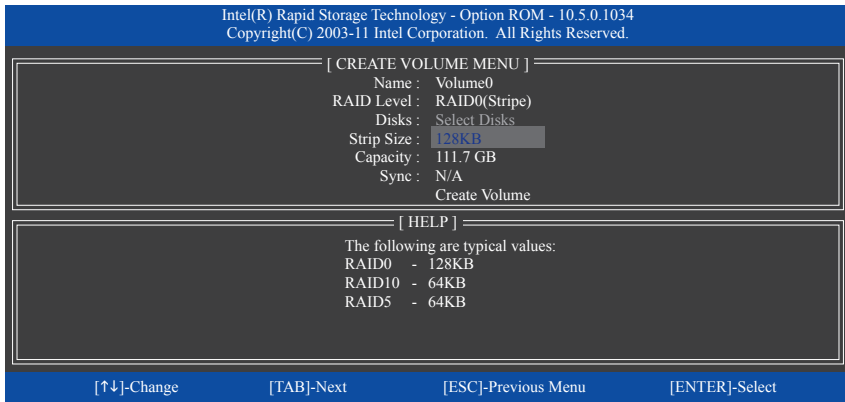 Intel(R) Rapid Storage Technology - Option ROM - 10.5.0.1034
Copyright(C) 2003-11 Intel Corporation.  All Rights Reserved.
[ CREATE VOLUME MENU ]
Name : Volume0
RAID Level : RAID0(Stripe)
Disks : Select Disks
Strip Size : 128KB
Capacity : 111.7 GB
Sync : N/A
Create Volume
[ HELP ]
The following are typical values:
RAID0 - 128KB
RAID10 - 64KB
RAID5 - 64KB
[↑↓]-Change [TAB]-Next [ESC]-Previous Menu [ENTER]-Select